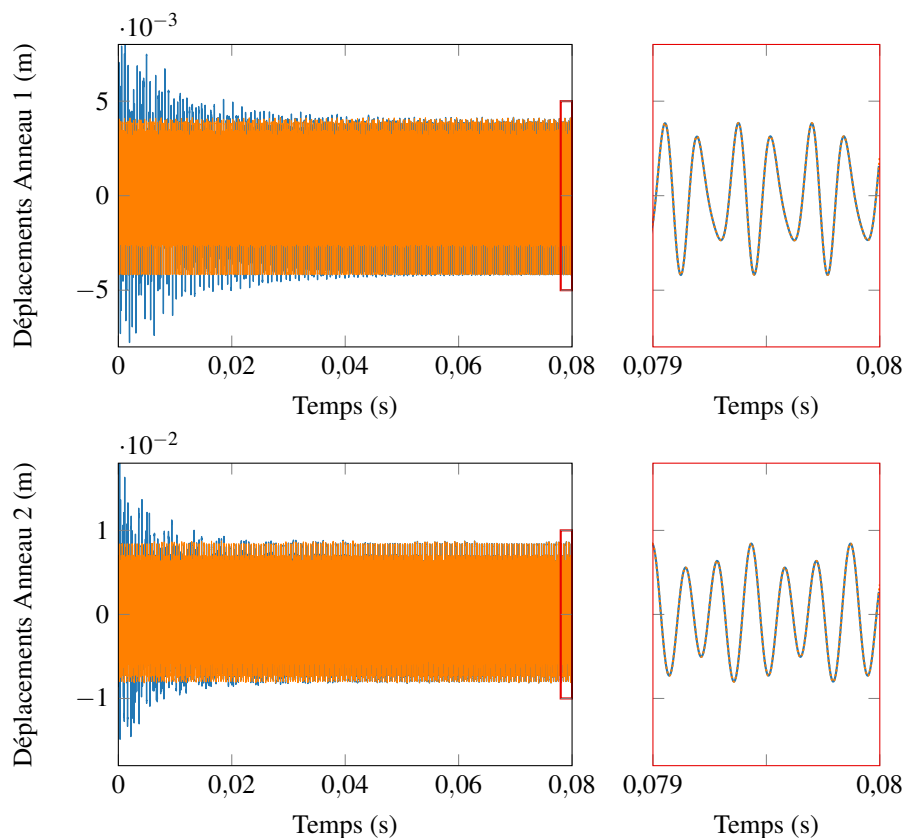 ·10−3
Déplacements Anneau 1 (m)
5
0
−5
0 0,02 0,04 0,06 0,08
Temps (s)
0,079 0,08
Temps (s)
·10−2
Déplacements Anneau 2 (m)
1
0
−1
0 0,02 0,04 0,06 0,08
Temps (s)
0,079 0,08
Temps (s)